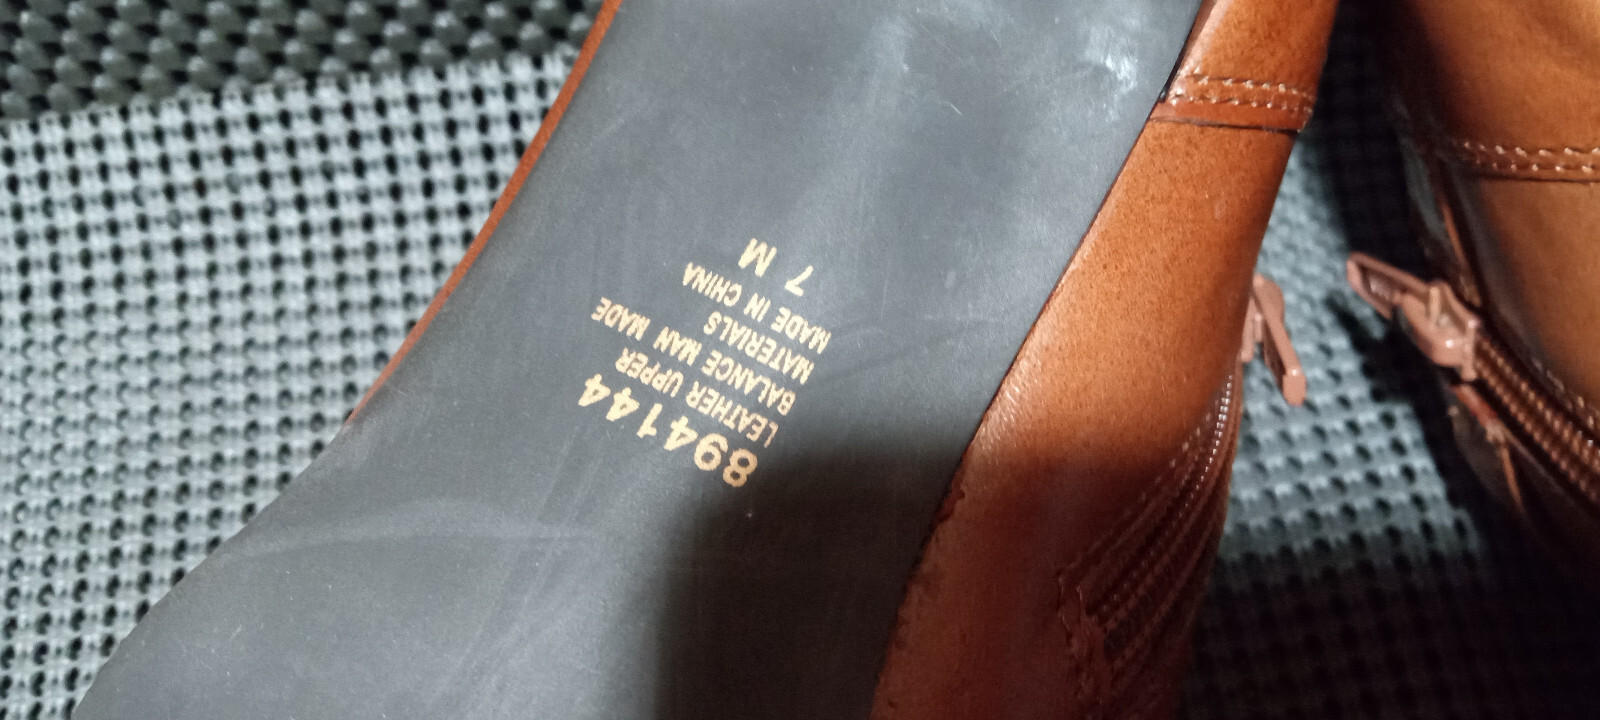 894144
LEATHER UPPER
BALANCE MAN MADE
MATERIALS
MADE IN CHINA
7 M